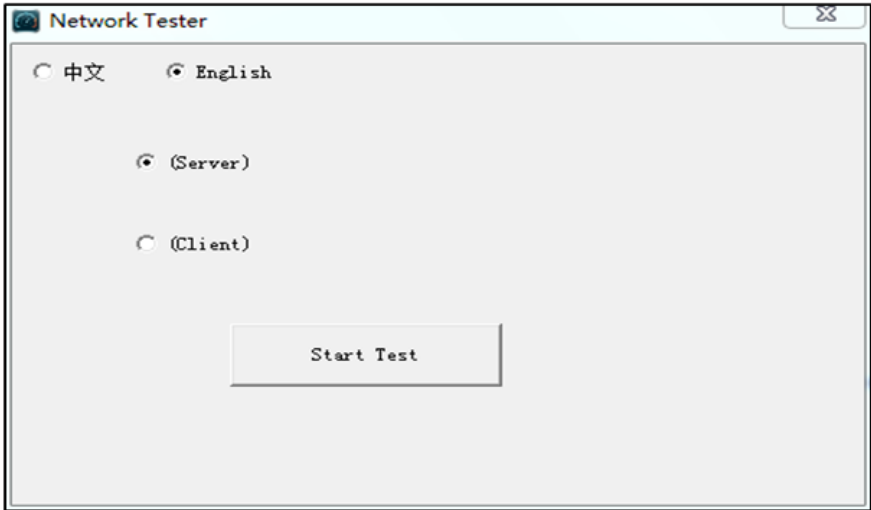 Network Tester
中文 English
(Server)
(Client)
Start Test